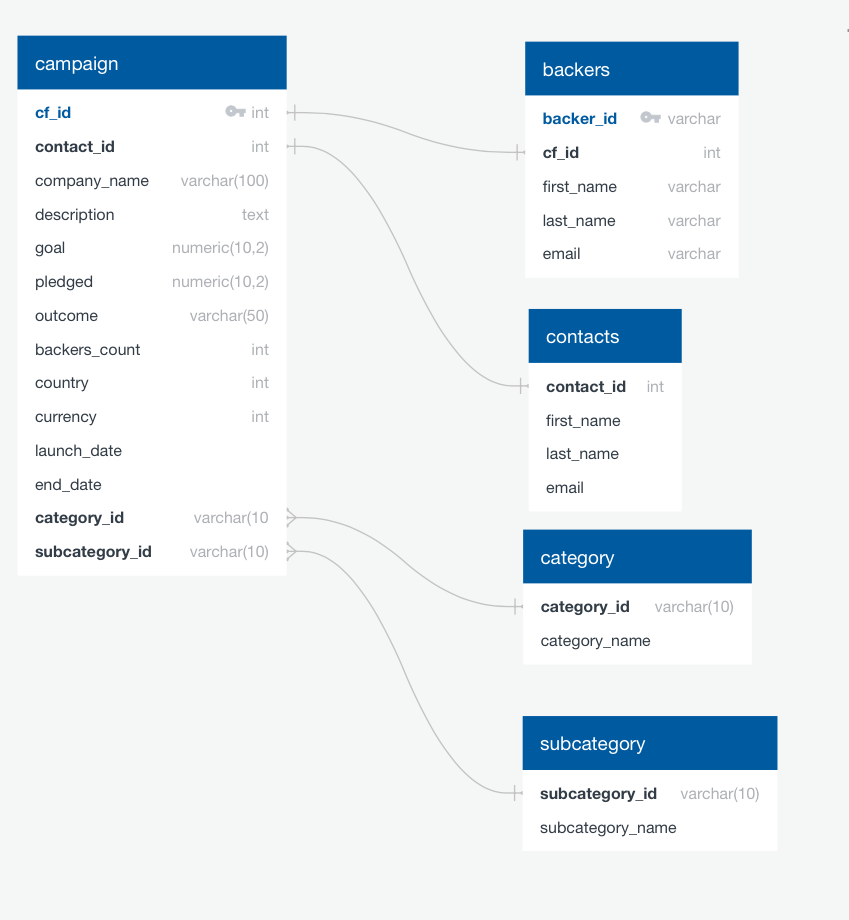 campaign
cf_id int
contact_id int
company_name varchar(100)
description text
goal numeric(10,2)
pledged numeric(10,2)
outcome varchar(50)
backers_count int
country int
currency int
launch_date
end_date
category_id varchar(10
subcategory_id varchar(10)
backers
backer_id varchar
cf_id int
first_name varchar
last_name varchar
email varchar
contacts
contact_id int
first_name
last_name
email
category
category_id varchar(10)
category_name
subcategory
subcategory_id varchar(10)
subcategory_name